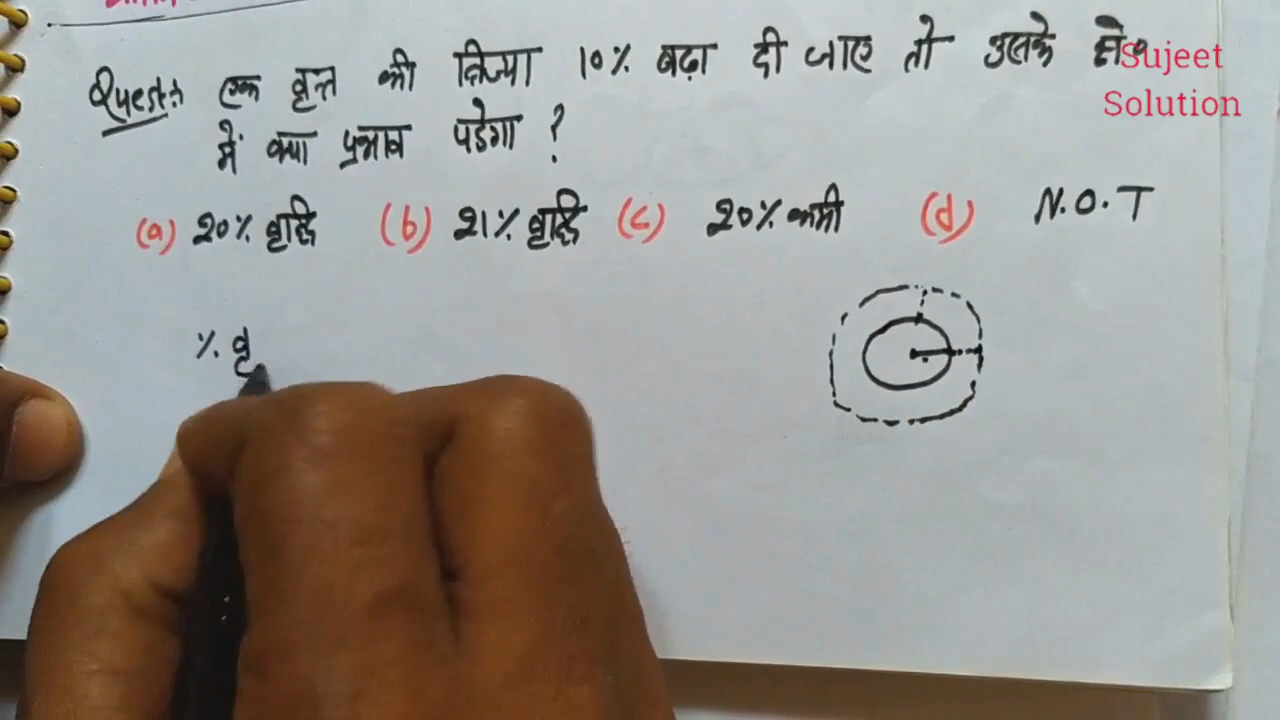 Quest:- एक वृत्त की त्रिज्या 10% बढ़ा दी जाए तो उसके
में क्या प्रभाव पडेगा ?
(a) 20% वृद्धि (b) 21% वृद्धि (c) 20% कमी (d) N.O.T
% वृ
Sujeet
Solution